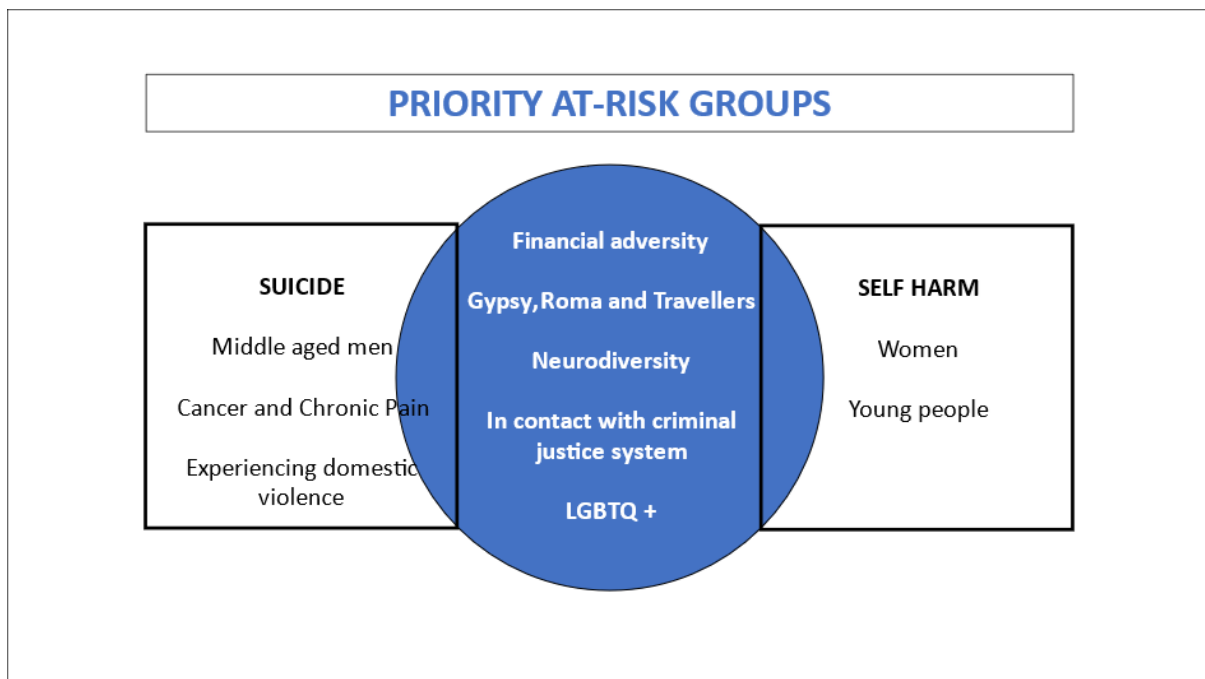 PRIORITY AT-RISK GROUPS
SUICIDE
Middle aged men
Cancer and Chronic Pain
Experiencing domestic
violence
Financial adversity
Gypsy,Roma and Travellers
Neurodiversity
In contact with criminal
justice system
LGBTQ +
SELF HARM
Women
Young people